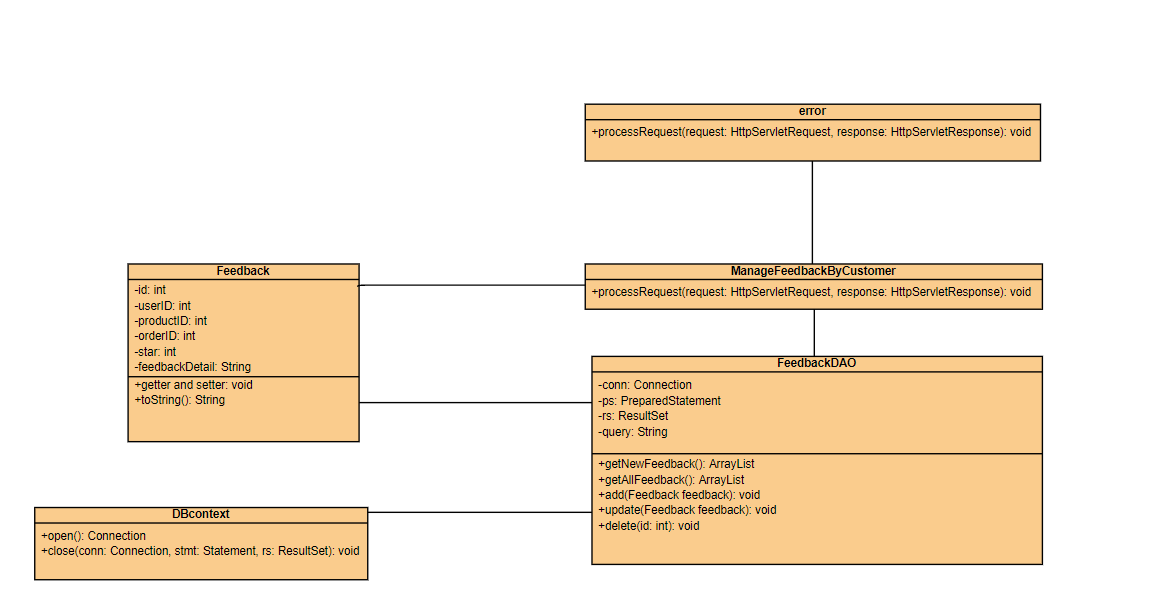 error
+processRequest(request: HttpServletRequest, response: HttpServletResponse): void
Feedback
-id: int
-userID: int
-productID: int
-orderID: int
-star: int
-feedbackDetail: String
+getter and setter: void
+toString(): String
ManageFeedbackByCustomer
+processRequest(request: HttpServletRequest, response: HttpServletResponse): void
FeedbackDAO
-conn: Connection
-ps: PreparedStatement
-rs: ResultSet
-query: String
+getNewFeedback(): ArrayList
+getAllFeedback(): ArrayList
+add(Feedback feedback): void
+update(Feedback feedback): void
+delete(id: int): void
DBcontext
+open(): Connection
+close(conn: Connection, stmt: Statement, rs: ResultSet): void